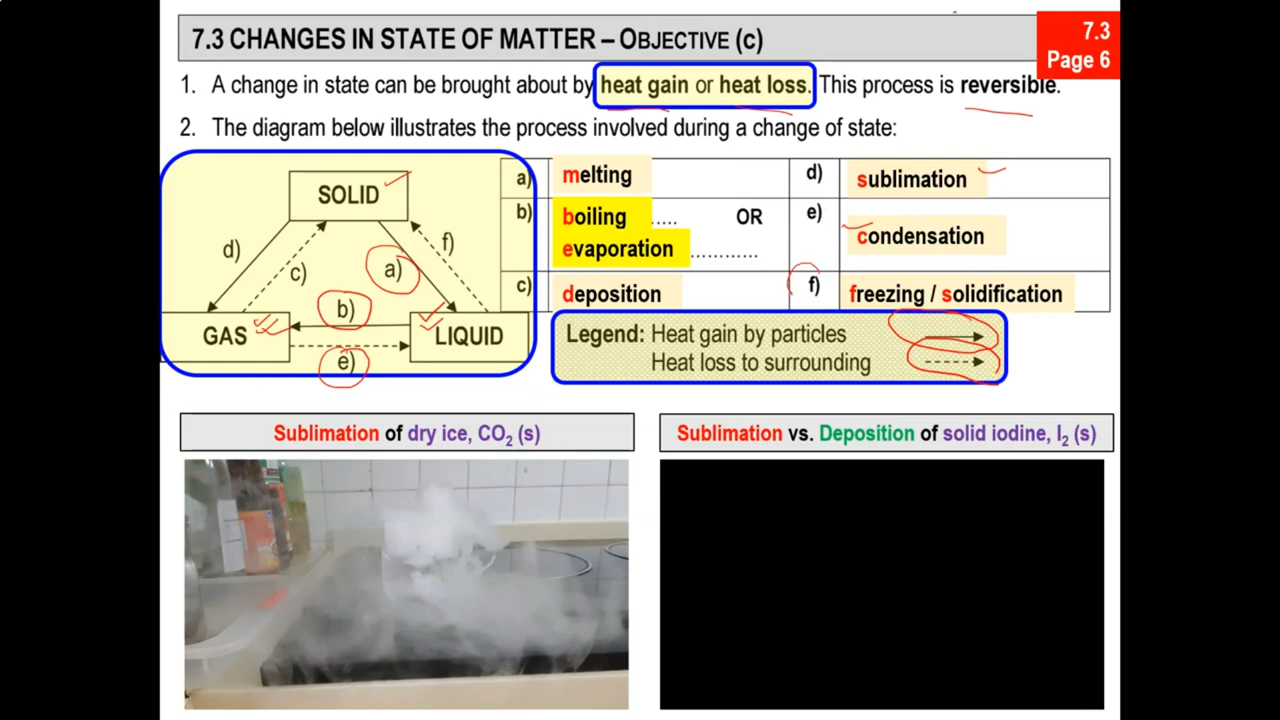 7.3 CHANGES IN STATE OF MATTER – OBJECTIVE (c)
7.3
Page 6
1. A change in state can be brought about by heat gain or heat loss. This process is reversible.
2. The diagram below illustrates the process involved during a change of state:
SOLID
d)
c)
a)
f)
b)
GAS
LIQUID
e)
a) melting
d) sublimation
b) boiling ..... OR
evaporation ............
e) condensation
c) deposition
f) freezing / solidification
Legend: Heat gain by particles
Heat loss to surrounding
Sublimation of dry ice, CO₂ (s)
Sublimation vs. Deposition of solid iodine, I₂ (s)